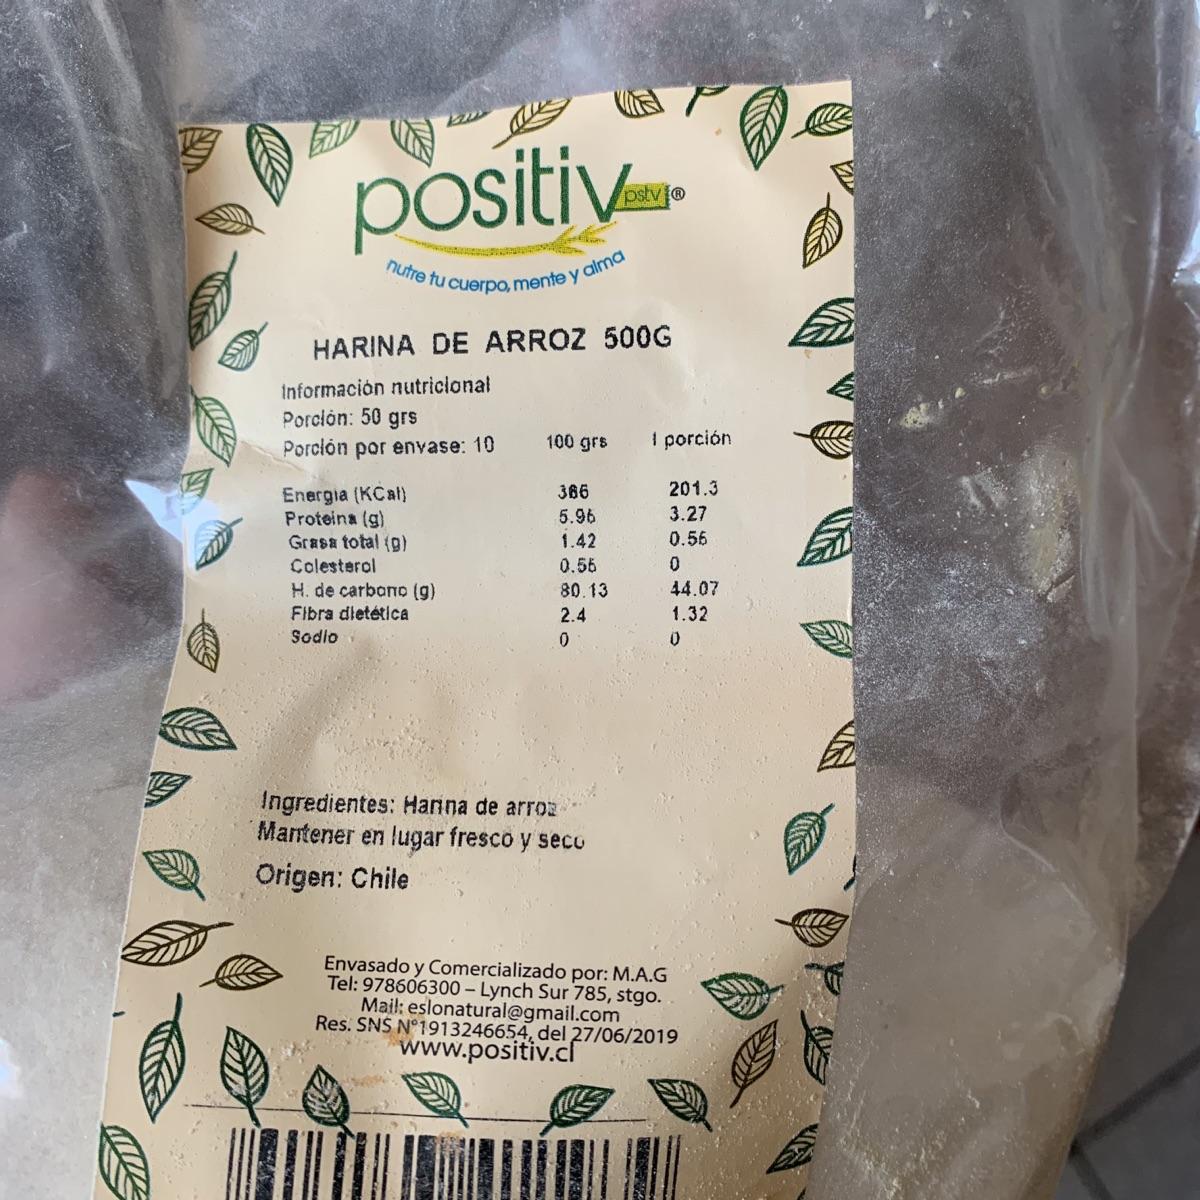 positiv pstv ®
nutre tu cuerpo, mente y alma
HARINA DE ARROZ 500G
Información nutricional
Porción: 50 grs
Porción por envase: 10 100 grs 1 porción
Energia (KCal) 366 201.3
Proteina (g) 5.96 3.27
Grasa total (g) 1.42 0.56
Colesterol 0.56 0
H. de carbono (g) 80.13 44.07
Fibra dietética 2.4 1.32
Sodio 0 0
Ingredientes: Harina de arroz
Mantener en lugar fresco y seco
Origen: Chile
Envasado y Comercializado por: M.A.G
Tel: 978606300 – Lynch Sur 785, stgo.
Mail: eslonatural@gmail.com
Res. SNS N°1913246654, del 27/06/2019
www.positiv.cl